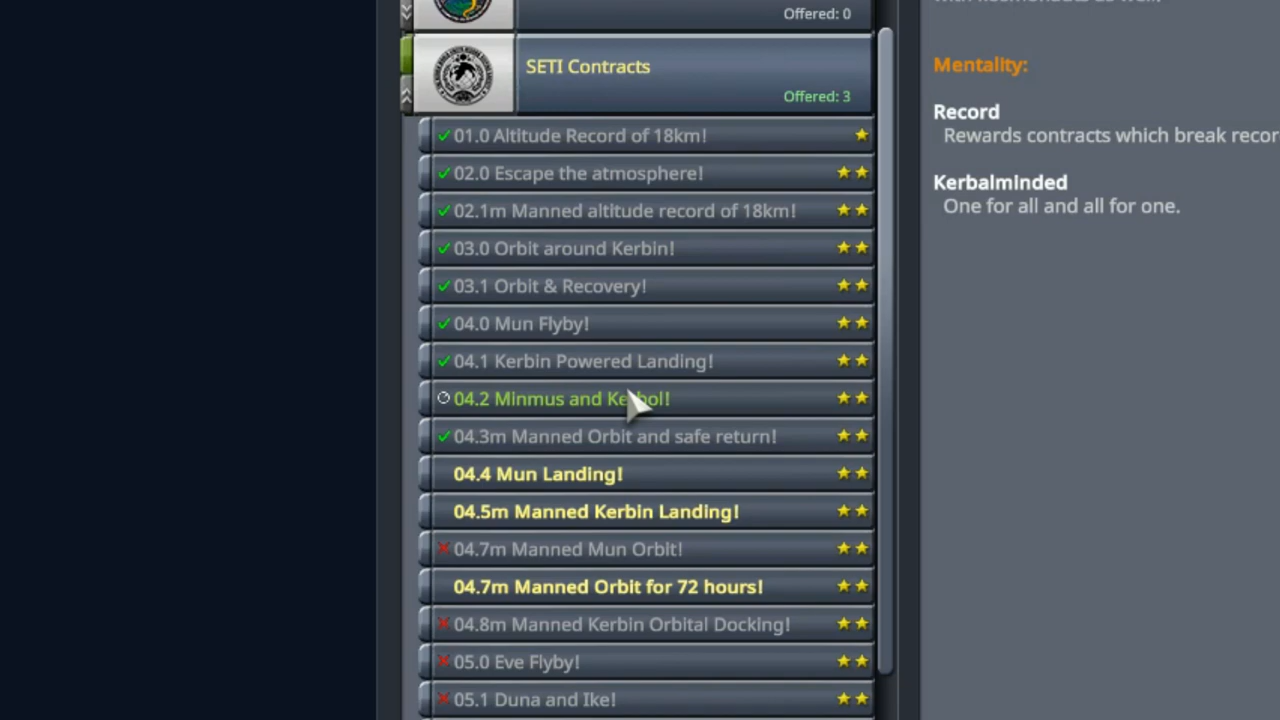 Offered: 0
SETI Contracts
Offered: 3
01.0 Altitude Record of 18km!
02.0 Escape the atmosphere!
02.1m Manned altitude record of 18km!
03.0 Orbit around Kerbin!
03.1 Orbit & Recovery!
04.0 Mun Flyby!
04.1 Kerbin Powered Landing!
04.2 Minmus and Kerbol!
04.3m Manned Orbit and safe return!
04.4 Mun Landing!
04.5m Manned Kerbin Landing!
04.7m Manned Mun Orbit!
04.7m Manned Orbit for 72 hours!
04.8m Manned Kerbin Orbital Docking!
05.0 Eve Flyby!
05.1 Duna and Ike!
Mentality:
Record
Rewards contracts which break recor
Kerbalminded
One for all and all for one.